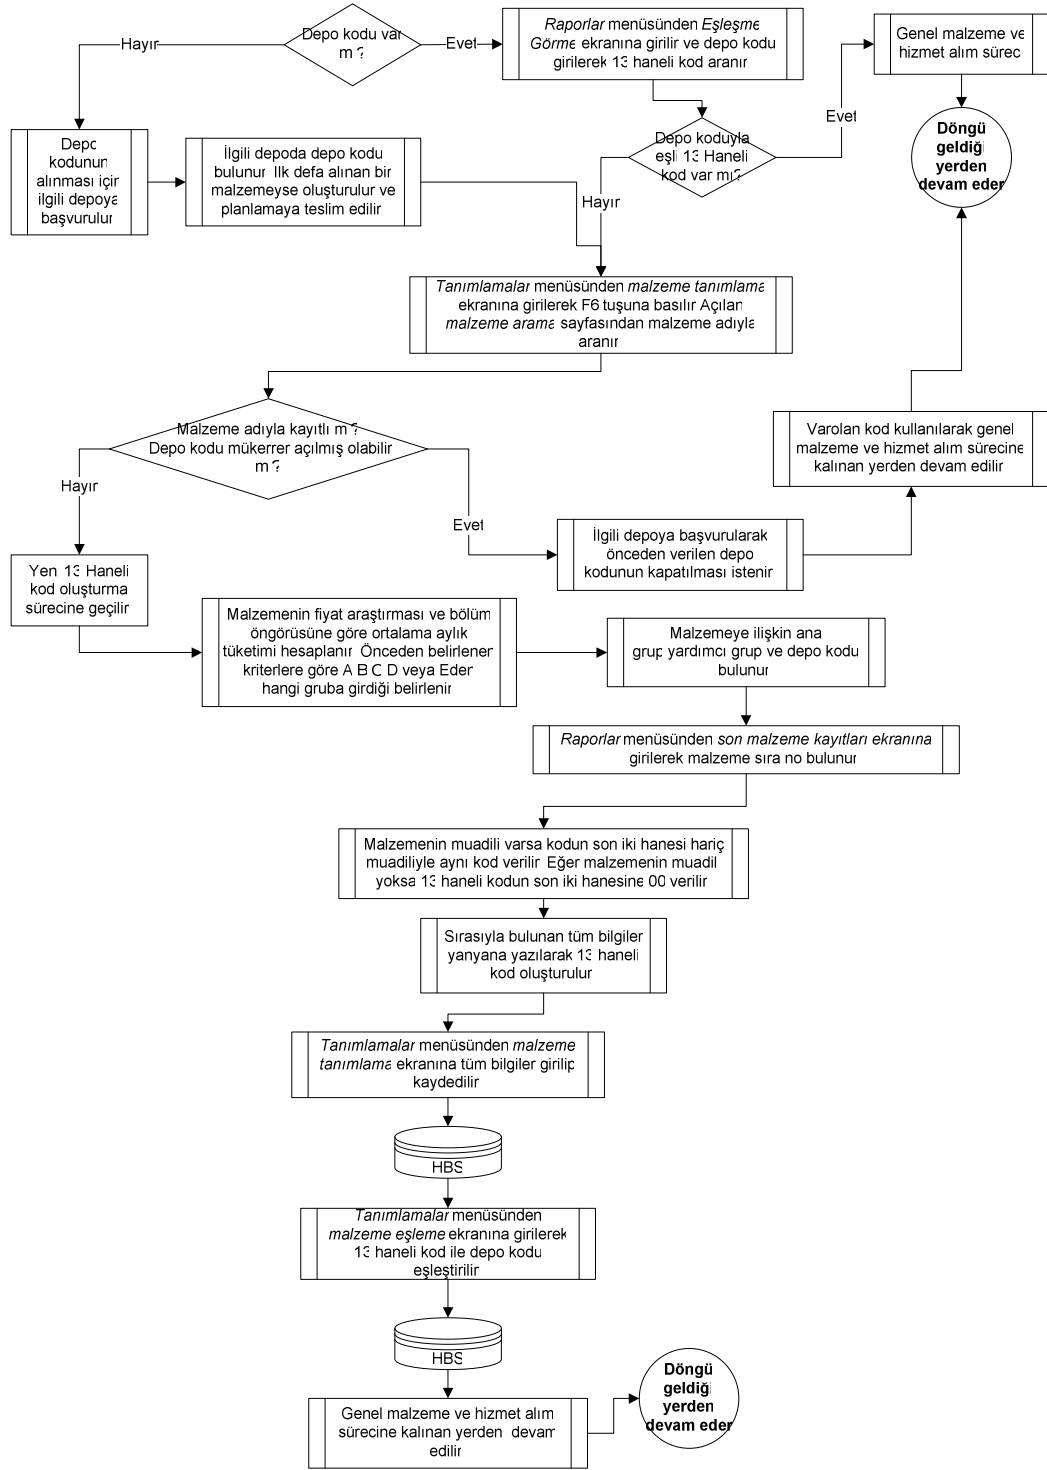 Depo kodu var
mı?
Hayır
Evet
Raporlar menüsünden Eşleşme
Görme ekranına girilir ve depo kodu
girilerek 13 haneli kod aranır
Genel malzeme ve
hizmet alım sürec
Evet
Döngü
geldiği
yerden
devam eder
Depo koduyla
eşli 13 Haneli
kod var mı?
Hayır
Depo
kodunun
alınması için
ilgili depoya
başvurulur
İlgili depoda depo kodu
bulunur İlk defa alınan bir
malzemeyse oluşturulur ve
planlamaya teslim edilir
Tanımlamalar menüsünden malzeme tanımlama
ekranına girilerek F6 tuşuna basılır Açılan
malzeme arama sayfasından malzeme adıyla
aranır
Malzeme adıyla kayıtlı mı?
Depo kodu mükerrer açılmış olabilir
mi?
Hayır
Evet
Varolan kod kullanılarak genel
malzeme ve hizmet alım sürecine
kalınan yerden devam edilir
İlgili depoya başvurularak
önceden verilen depo
kodunun kapatılması istenir
Yeni 13 Haneli
kod oluşturma
sürecine geçilir
Malzemenin fiyat araştırması ve bölüm
öngörüsüne göre ortalama aylık
tüketimi hesaplanır Önceden belirlenen
kriterlere göre A B C D veya Eden
hangi gruba girdiği belirlenir
Malzemeye ilişkin ana
grup yardımcı grup ve depo kodu
bulunur
Raporlar menüsünden son malzeme kayıtları ekranına
girilerek malzeme sıra no bulunur
Malzemenin muadili varsa kodun son iki hanesi hariç
muadiliyle aynı kod verilir Eğer malzemenin muadili
yoksa 13 haneli kodun son iki hanesine 00 verilir
Sırasıyla bulunan tüm bilgiler
yanyana yazılarak 13 haneli
kod oluşturulur
Tanımlamalar menüsünden malzeme
tanımlama ekranına tüm bilgiler girilip
kaydedilir
HBS
Tanımlamalar menüsünden
malzeme eşleme ekranına girilerek
13 haneli kod ile depo kodu
eşleştirilir
HBS
Genel malzeme ve hizmet alım
sürecine kalınan yerden devam
edilir
Döngü
geldiği
yerden
devam eder